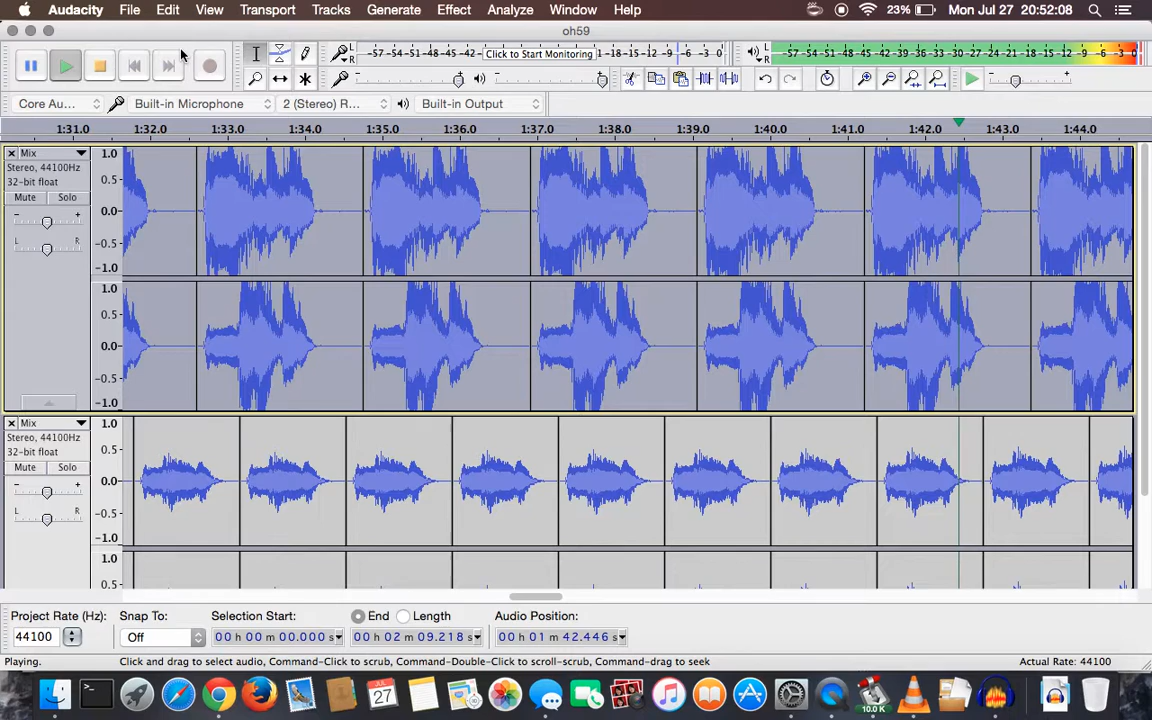 Audacity File Edit View Transport Tracks Generate Effect Analyze Window Help 23% Mon Jul 27 20:52:08
oh59
-57 -54 -51 -48 -45 -42 Click to Start Monitoring -12 -9 -6 -3 0
-57 -54 -51 -48 -45 -42 -39 -36 -33 -30 -27 -24 -21 -18 -15 -12 -9 -6 -3 0
Core Au... Built-in Microphone 2 (Stereo) R... Built-in Output
1:31.0 1:32.0 1:33.0 1:34.0 1:35.0 1:36.0 1:37.0 1:38.0 1:39.0 1:40.0 1:41.0 1:42.0 1:43.0 1:44.0
Mix
Stereo, 44100Hz
32-bit float
Mute Solo
- +
L R
1.0
0.5
0.0
-0.5
-1.0
1.0
0.5
0.0
-0.5
-1.0
Mix
Stereo, 44100Hz
32-bit float
Mute Solo
- +
L R
1.0
0.5
0.0
-0.5
-1.0
1.0
0.5
Project Rate (Hz): Snap To: Selection Start: End Length Audio Position:
44100 Off 00 h 00 m 00.000 s 00 h 02 m 09.218 s 00 h 01 m 42.446 s
Playing. Click and drag to select audio, Command-Click to scrub, Command-Double-Click to scroll-scrub, Command-drag to seek Actual Rate: 44100
JUL
27
10.0 K